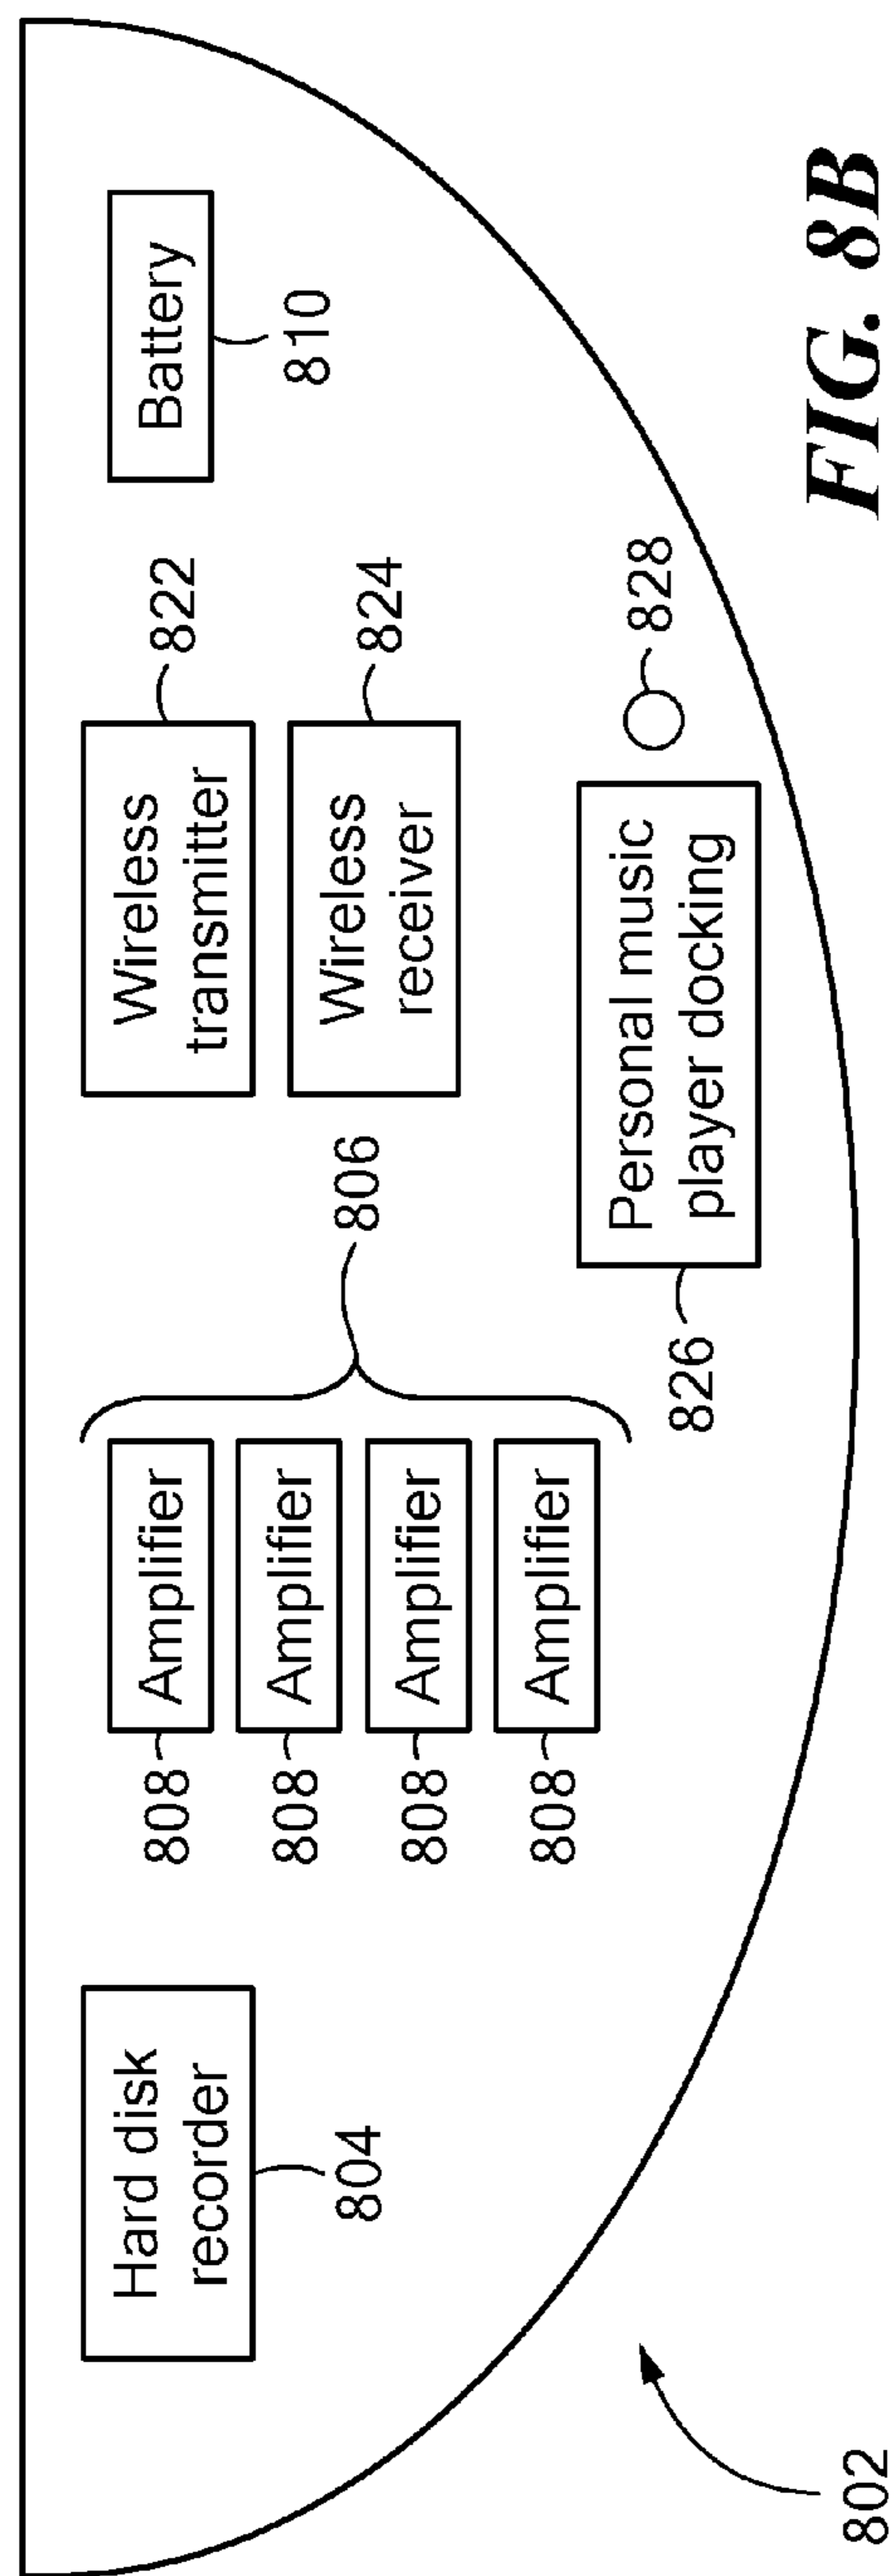 Hard disk
recorder
804
808
Amplifier
808
Amplifier
808
Amplifier
808
Amplifier
806
Wireless
transmitter
822
Wireless
receiver
824
Battery
810
826
Personal music
player docking
828
802
FIG. 8B